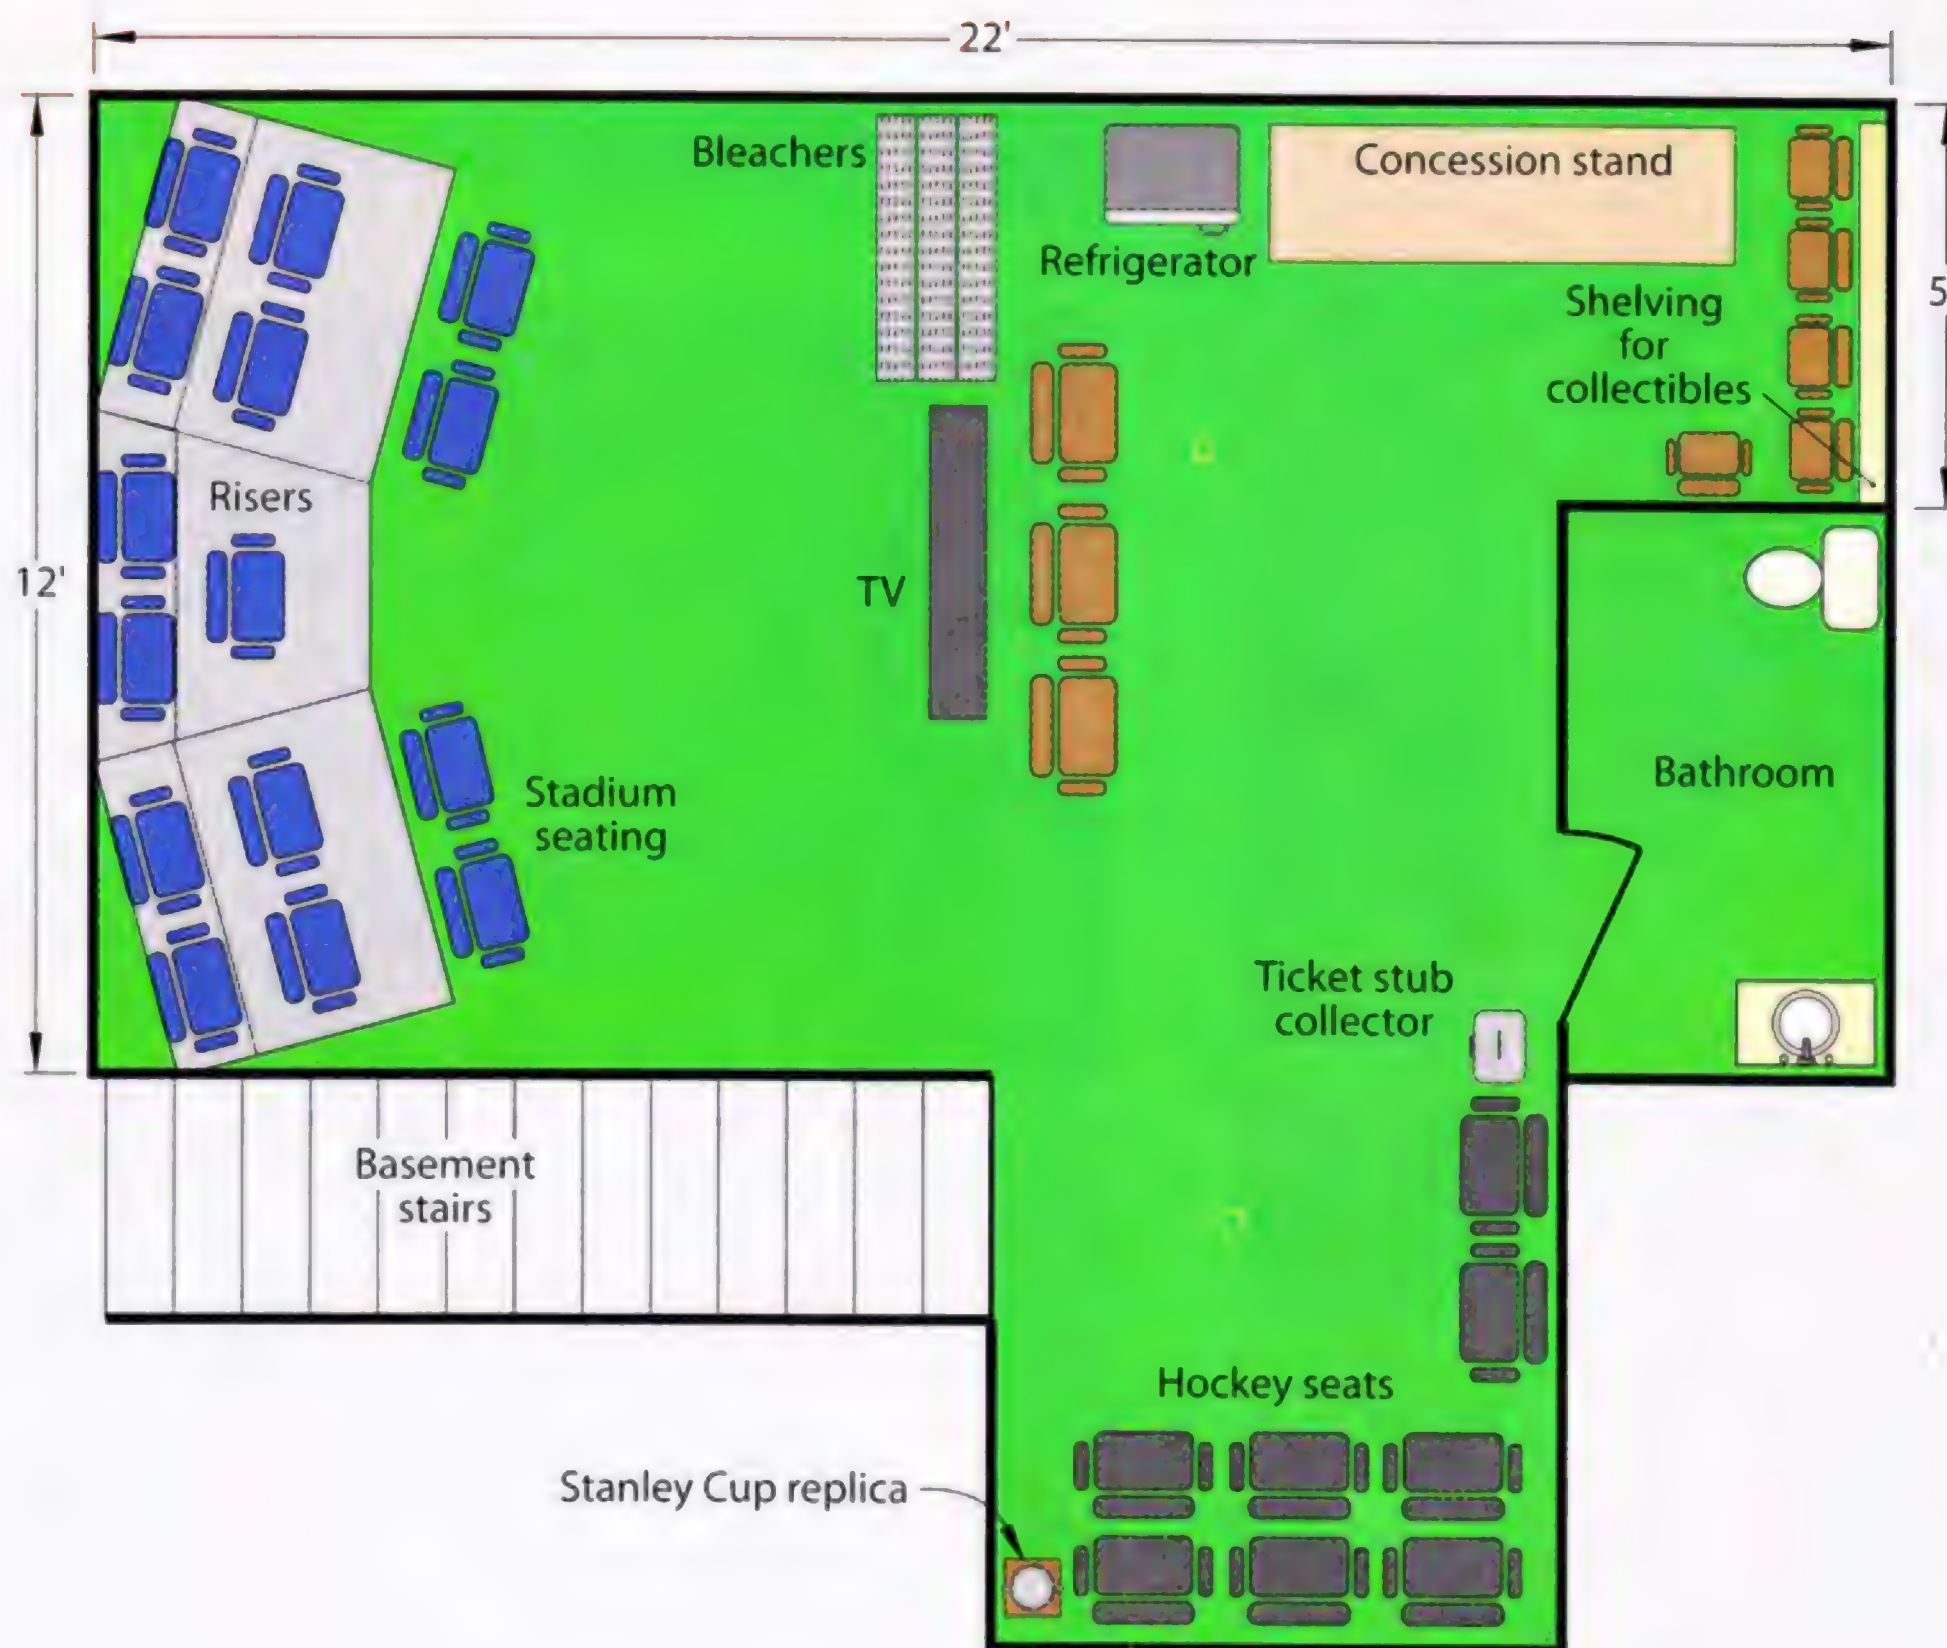 22'
Bleachers
Concession stand
Refrigerator
5
Shelving
for
collectibles
Risers
12'
TV
Bathroom
Stadium
seating
Ticket stub
collector
Basement
stairs
Hockey seats
Stanley Cup replica